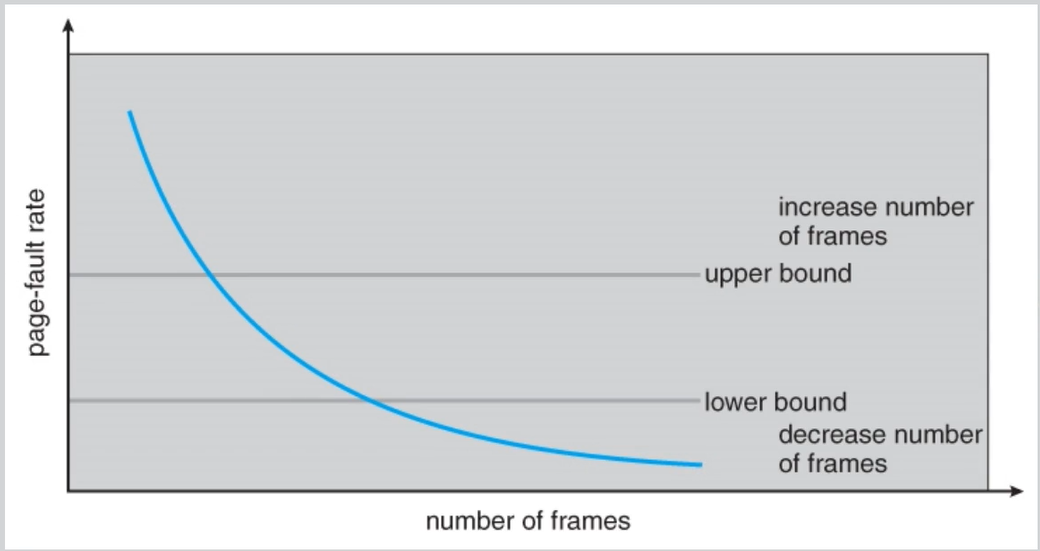 page-fault rate
increase number
of frames
upper bound
lower bound
decrease number
of frames
number of frames